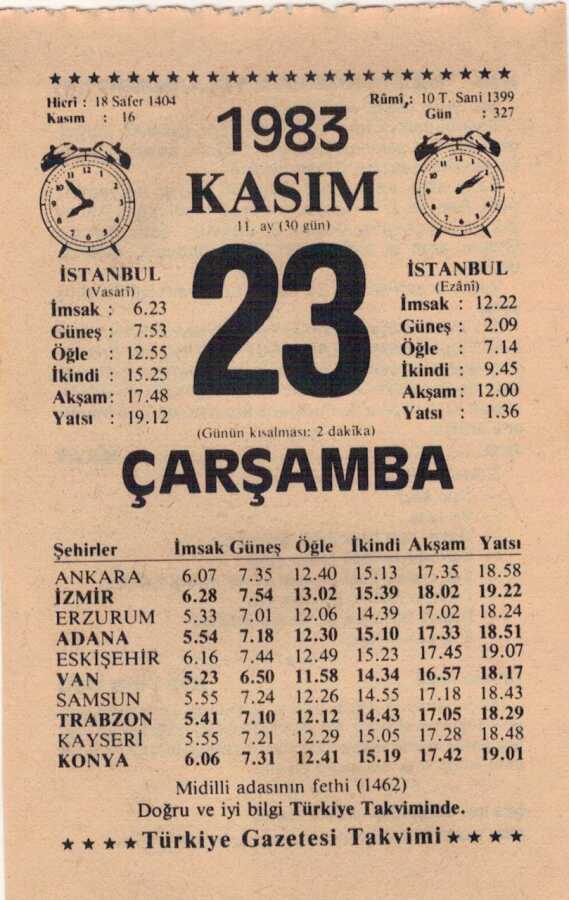 ★★★★★★★★★★★★★★★★★★★★★★★★★★★
Hicrî : 18 Safer 1404
Kasım : 16
Rûmî,: 10 T. Sani 1399
Gün : 327
1983
KASIM
11. ay (30 gün)
23
İSTANBUL
(Vasatî)
İmsak : 6.23
Güneş : 7.53
Öğle : 12.55
İkindi : 15.25
Akşam : 17.48
Yatsı : 19.12
İSTANBUL
(Ezânî)
İmsak : 12.22
Güneş : 2.09
Öğle : 7.14
İkindi : 9.45
Akşam : 12.00
Yatsı : 1.36
(Günün kısalması: 2 dakîka)
ÇARŞAMBA
Şehirler İmsak Güneş Öğle İkindi Akşam Yatsı
ANKARA 6.07 7.35 12.40 15.13 17.35 18.58
İZMİR 6.28 7.54 13.02 15.39 18.02 19.22
ERZURUM 5.33 7.01 12.06 14.39 17.02 18.24
ADANA 5.54 7.18 12.30 15.10 17.33 18.51
ESKİŞEHİR 6.16 7.44 12.49 15.23 17.45 19.07
VAN 5.23 6.50 11.58 14.34 16.57 18.17
SAMSUN 5.55 7.24 12.26 14.55 17.18 18.43
TRABZON 5.41 7.10 12.12 14.43 17.05 18.29
KAYSERİ 5.55 7.21 12.29 15.05 17.28 18.48
KONYA 6.06 7.31 12.41 15.19 17.42 19.01
Midilli adasının fethi (1462)
Doğru ve iyi bilgi Türkiye Takviminde.
★★★★Türkiye Gazetesi Takvimi★★★★